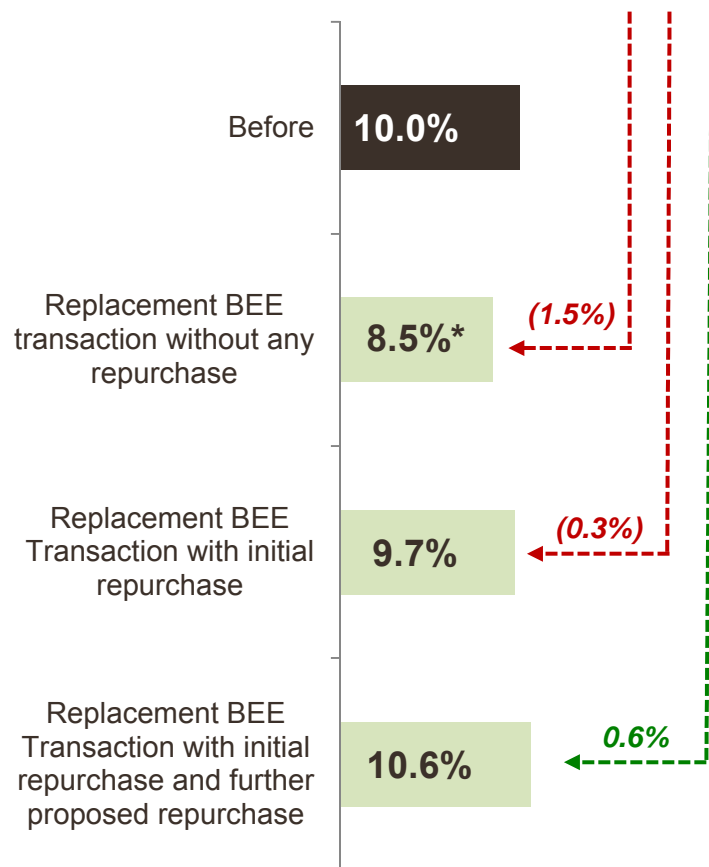 Before
10.0%
Replacement BEE
transaction without any
repurchase
8.5%*
(1.5%)
Replacement BEE
Transaction with initial
repurchase
9.7%
(0.3%)
Replacement BEE
Transaction with initial
repurchase and further
proposed repurchase
10.6%
0.6%